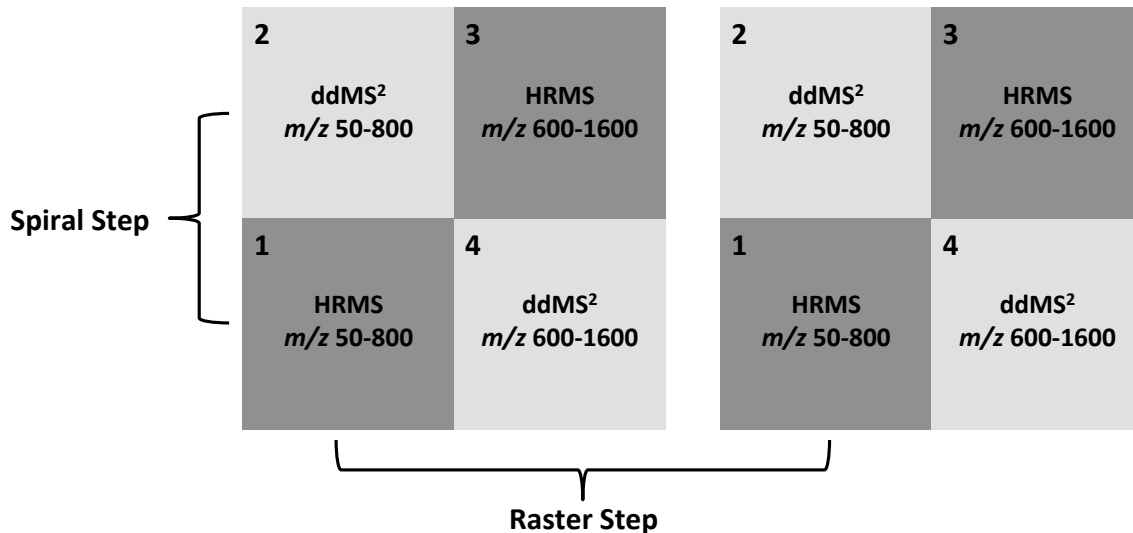 2
ddMS²
m/z 50-800
3
HRMS
m/z 600-1600
2
ddMS²
m/z 50-800
3
HRMS
m/z 600-1600
Spiral Step
1
HRMS
m/z 50-800
4
ddMS²
m/z 600-1600
1
HRMS
m/z 50-800
4
ddMS²
m/z 600-1600
Raster Step